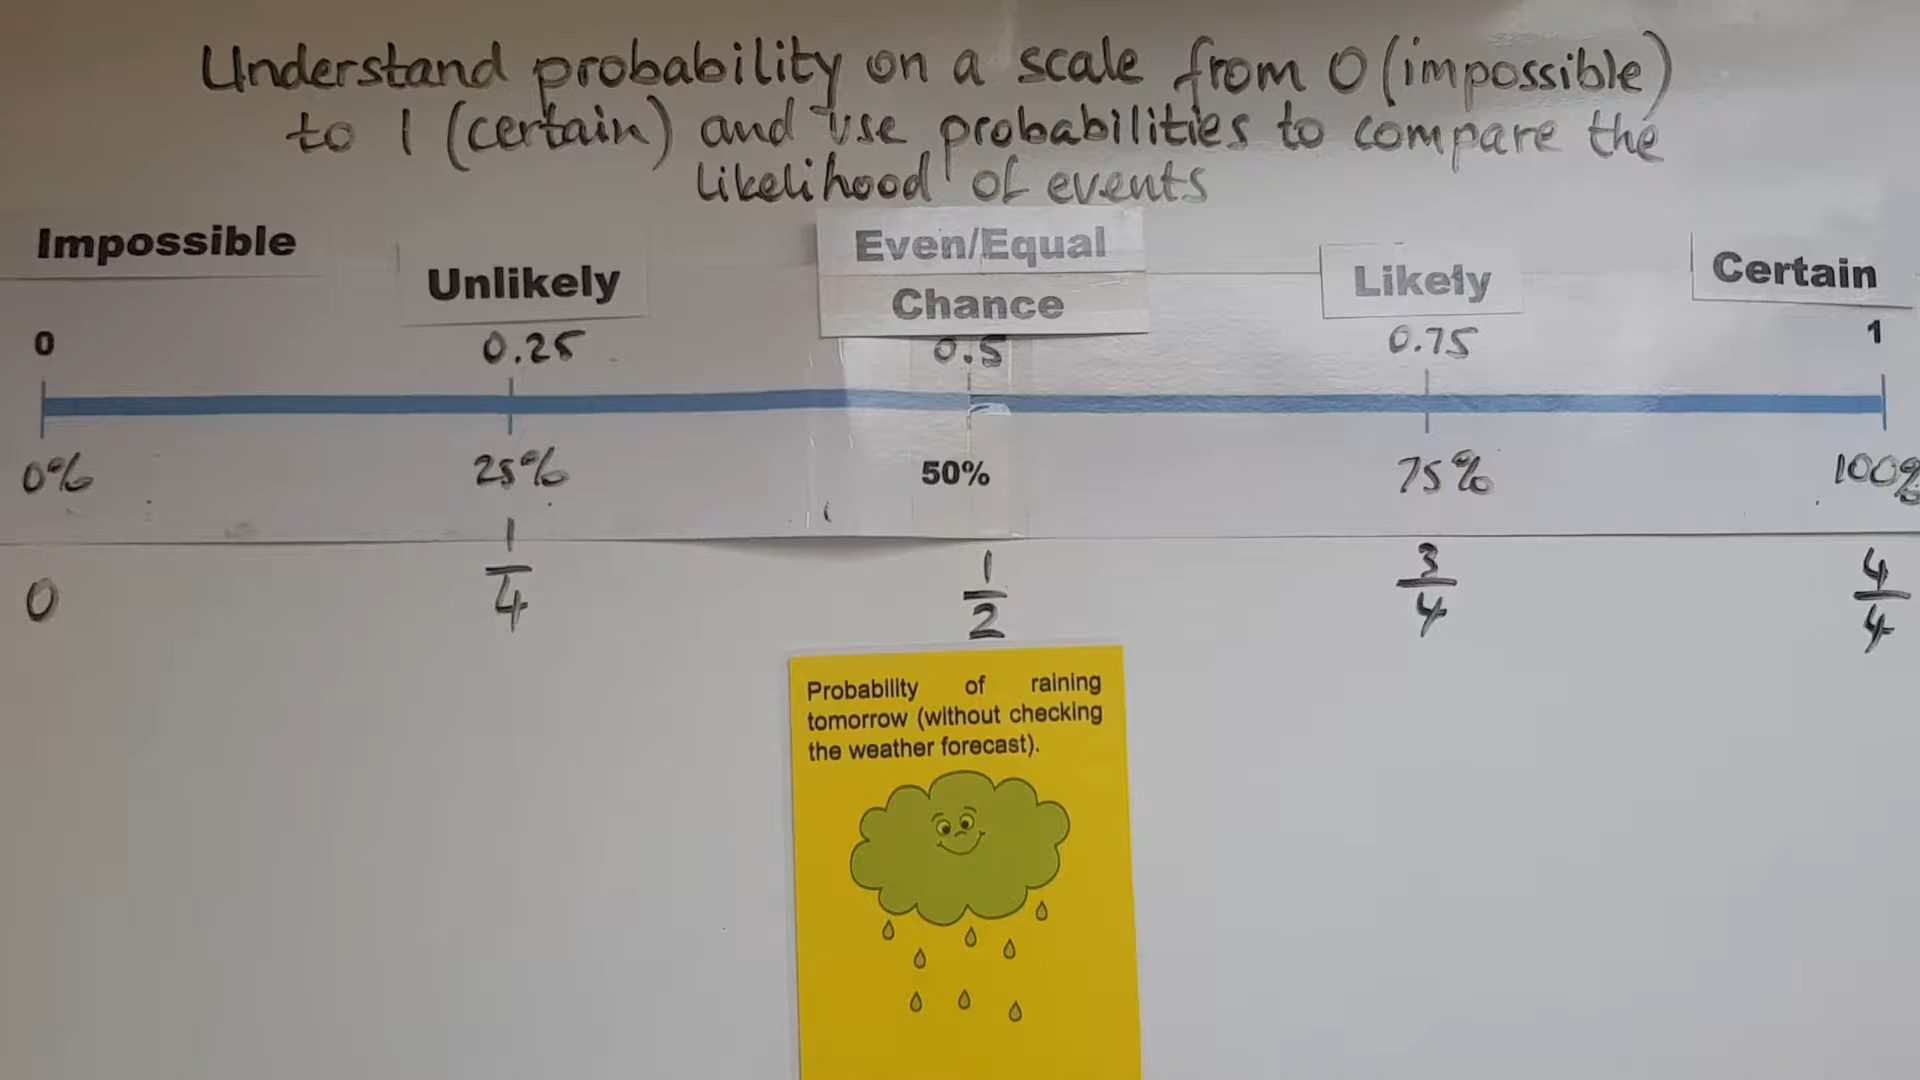 Understand probability on a scale from 0 (impossible)
to 1 (certain) and use probabilities to compare the
likelihood of events
Impossible
Unlikely
Even/Equal
Chance
Likely
Certain
0
0.25
0.5
0.75
1
0%
25%
50%
75%
100%
0
1/4
1/2
3/4
4/4
Probability of raining
tomorrow (without checking
the weather forecast).